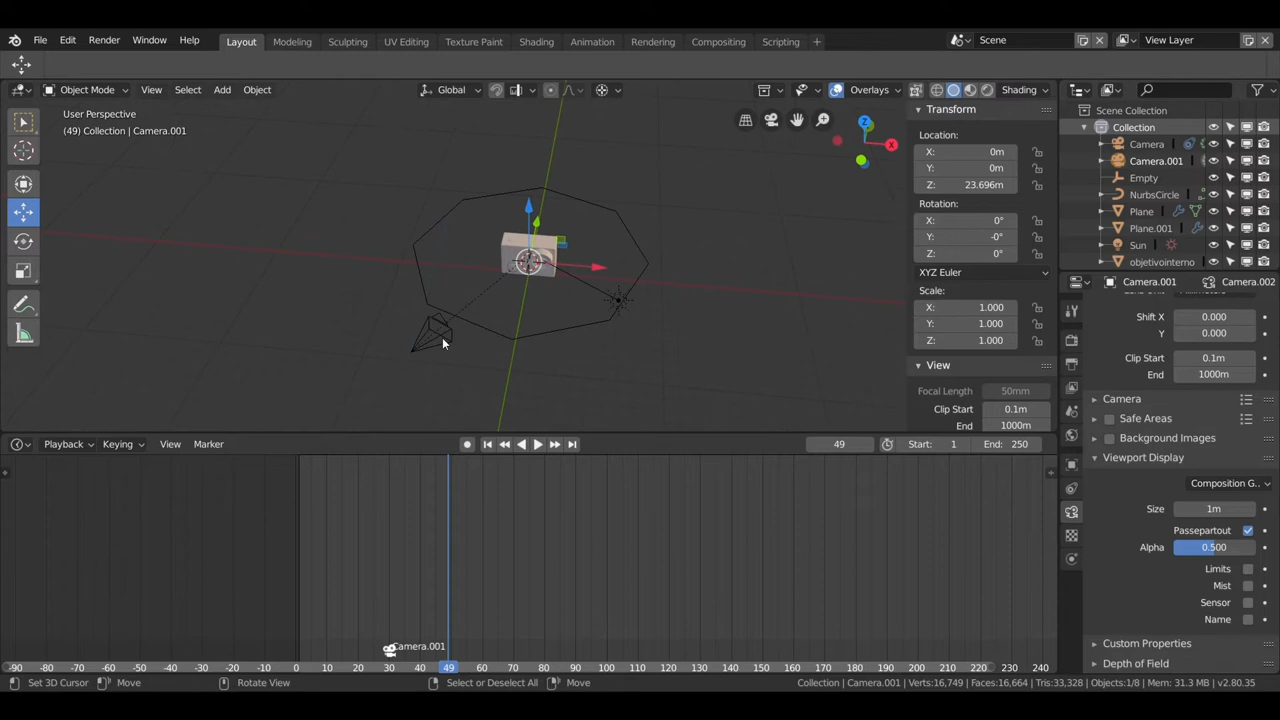 File Edit Render Window Help Layout Modeling Sculpting UV Editing Texture Paint Shading Animation Rendering Compositing Scripting + Scene View Layer
Object Mode View Select Add Object Global Overlays Shading
User Perspective
(49) Collection | Camera.001
Z
X
Transform
Location:
X: 0m
Y: 0m
Z: 23.696m
Rotation:
X: 0°
Y: -0°
Z: 0°
XYZ Euler
Scale:
X: 1.000
Y: 1.000
Z: 1.000
View
Focal Length 50mm
Clip Start 0.1m
End 1000m
Scene Collection
Collection
Camera
Camera.001
Empty
NurbsCircle
Plane
Plane.001
Sun
objetivointerno
Camera.001 Camera.002
Shift X 0.000
Y 0.000
Clip Start 0.1m
End 1000m
Camera
Safe Areas
Background Images
Viewport Display
Composition G..
Size 1m
Passepartout
Alpha 0.500
Limits
Mist
Sensor
Name
Custom Properties
Depth of Field
Playback Keying View Marker 49 Start: 1 End: 250
Camera.001
-90 -80 -70 -60 -50 -40 -30 -20 -10 0 10 20 30 40 49 60 70 80 90 100 110 120 130 140 150 160 170 180 190 200 210 220 230 240
Set 3D Cursor Move Rotate View Select or Deselect All Move Collection | Camera.001 | Verts:16,749 | Faces:16,664 | Tris:33,328 | Objects:1/8 | Mem: 31.3 MB | v2.80.35